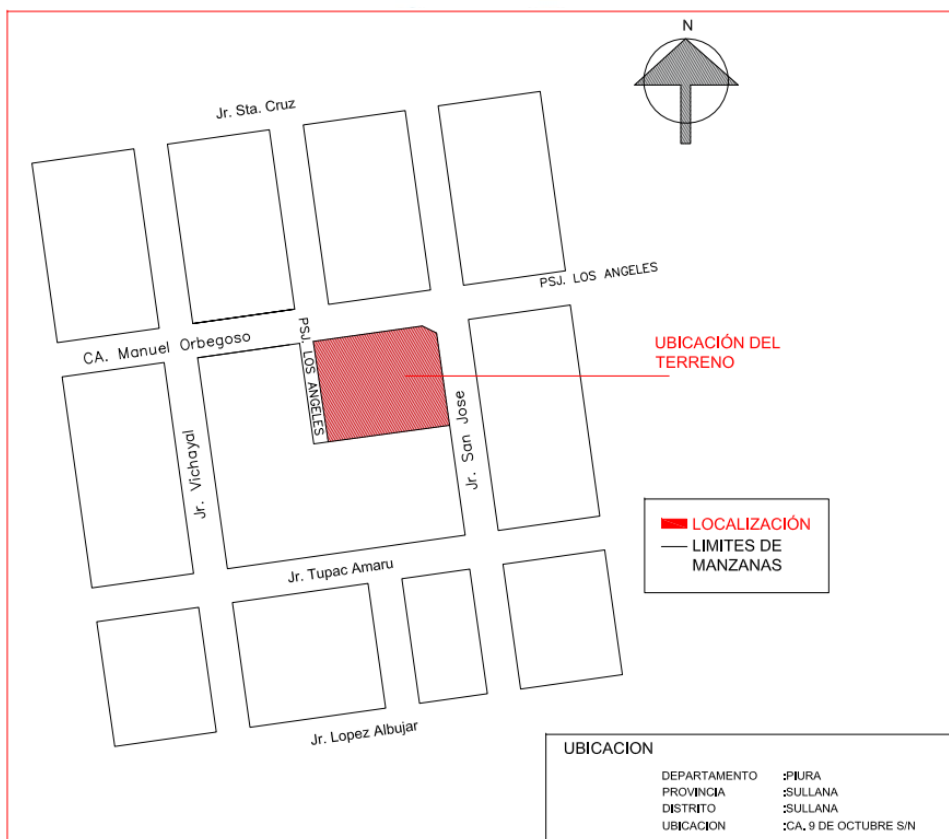 N
Jr. Sta. Cruz
PSJ. LOS ANGELES
CA. Manuel Orbegoso
PSJ. LOS ANGELES
UBICACIÓN DEL
TERRENO
Jr. Vichayal
Jr. San Jose
LOCALIZACIÓN
LIMITES DE
MANZANAS
Jr. Tupac Amaru
Jr. Lopez Albujar
UBICACION
DEPARTAMENTO :PIURA
PROVINCIA :SULLANA
DISTRITO :SULLANA
UBICACION :CA. 9 DE OCTUBRE S/N